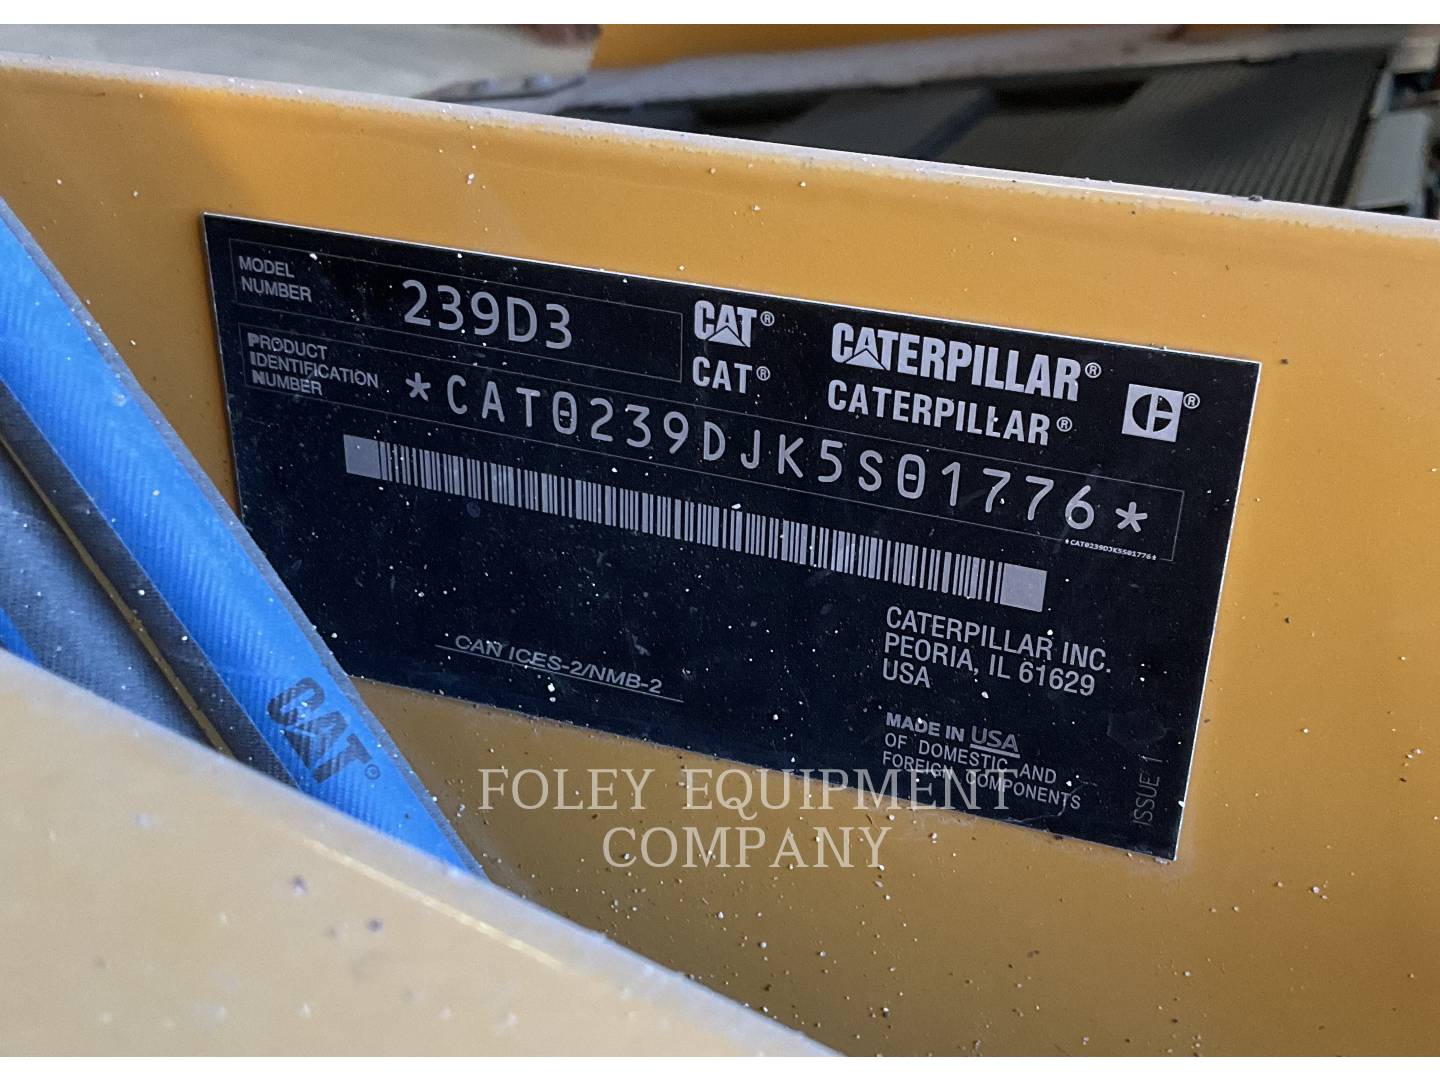 MODEL
NUMBER
239D3
CAT®
CAT®
CATERPILLAR®
CATERPILLAR®
®
PRODUCT
IDENTIFICATION
NUMBER
*CAT0239DJK5S01776*
*CAT0239DJK5S01776*
CATERPILLAR INC.
PEORIA, IL 61629
USA
CAN ICES-2/NMB-2
MADE IN USA
OF DOMESTIC AND
FOREIGN COMPONENTS
ISSUE 1
CAT®
FOLEY EQUIPMENT
COMPANY